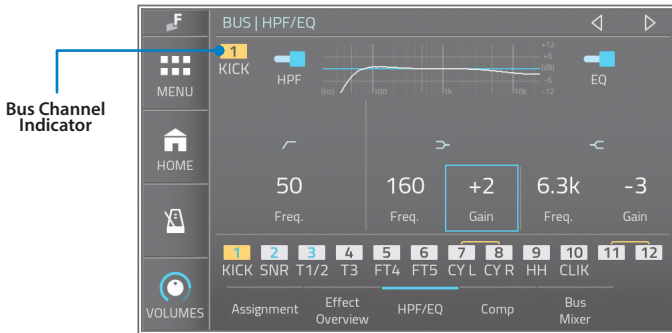 F
BUS | HPF/EQ
1
KICK
HPF
+12
+6
(dB)
-6
-12
(Hz)
100
1k
10k
EQ
MENU
Bus Channel
Indicator
HOME
50
160
+2
6.3k
-3
Freq.
Freq.
Gain
Freq.
Gain
1 2 3 4 5 6 7 8 9 10 11 12
KICK SNR T1/2 T3 FT4 FT5 CY L CY R HH CLIK
VOLUMES
Assignment
Effect
Overview
HPF/EQ
Comp
Bus
Mixer